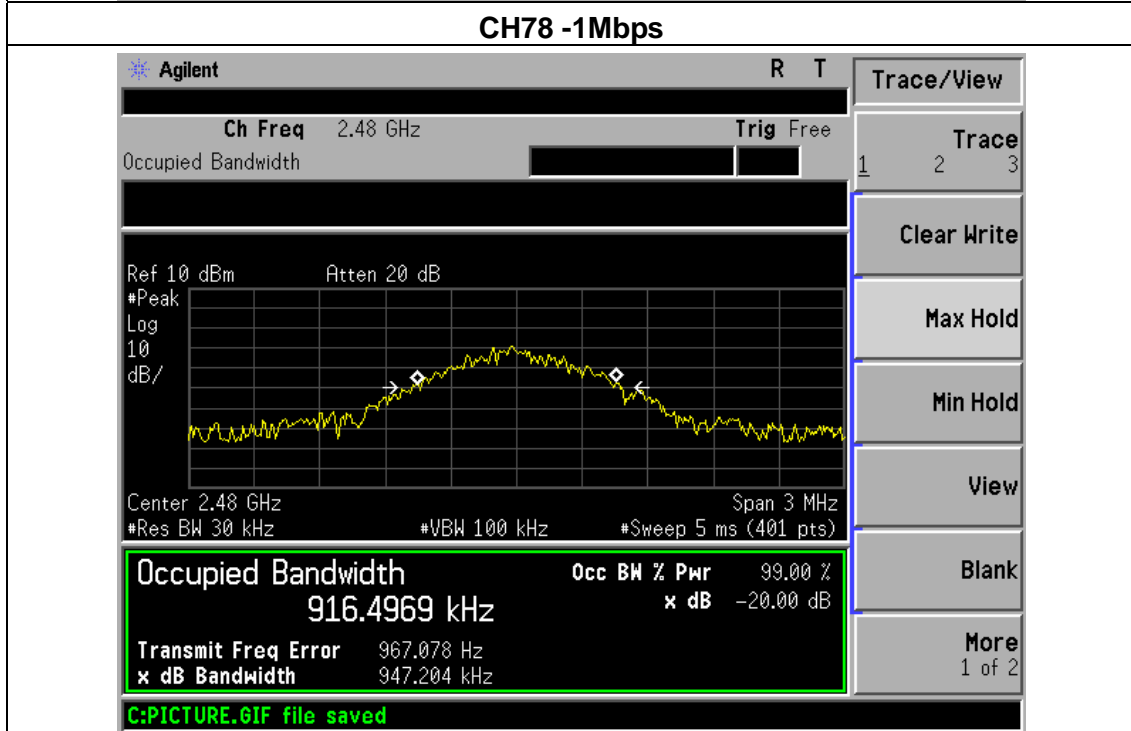 CH78 -1Mbps
Agilent R T
Trace/View
Ch Freq 2.48 GHz Trig Free
Occupied Bandwidth
Trace
1 2 3
Clear Write
Ref 10 dBm Atten 20 dB
#Peak
Log
10
dB/
Max Hold
Min Hold
View
Center 2.48 GHz Span 3 MHz
#Res BW 30 kHz #VBW 100 kHz #Sweep 5 ms (401 pts)
Occupied Bandwidth Occ BW % Pwr 99.00 %
916.4969 kHz x dB -20.00 dB
Blank
Transmit Freq Error 967.078 Hz
x dB Bandwidth 947.204 kHz
More
1 of 2
C:PICTURE.GIF file saved